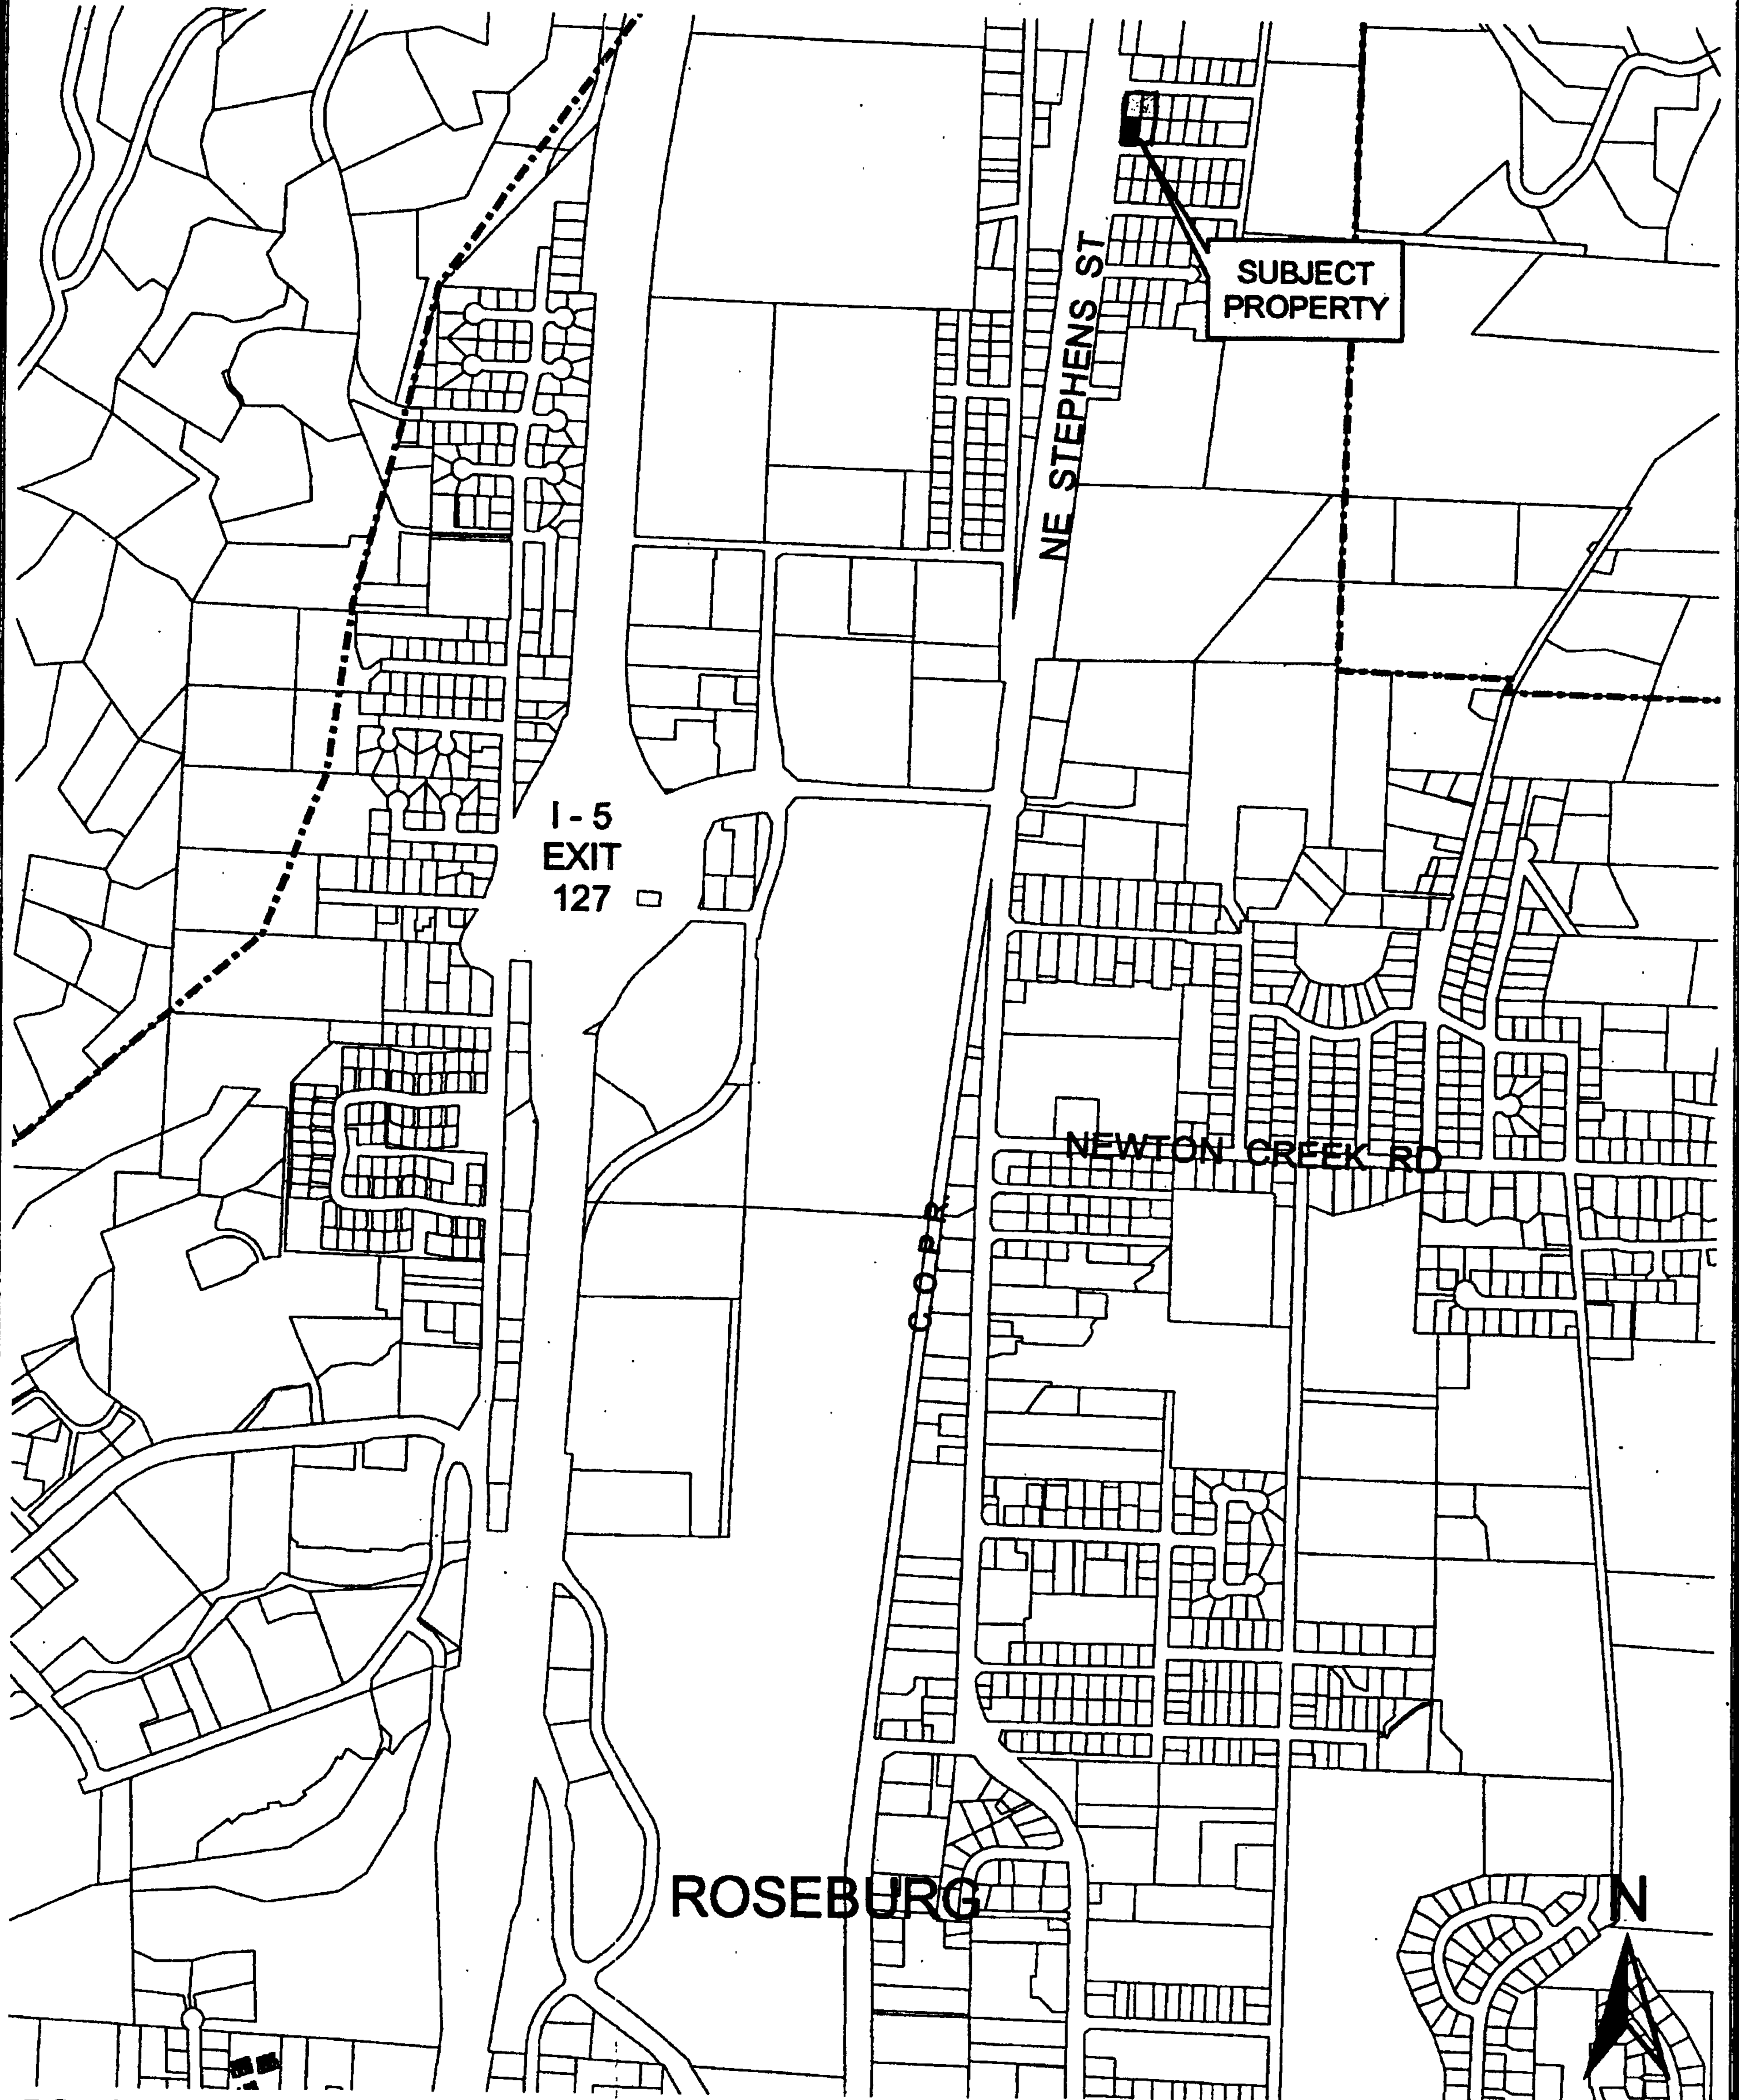 SUBJECT
PROPERTY
NE STEPHENS ST
I - 5
EXIT
127
NEWTON CREEK RD
C O P R.
ROSEBURG
N